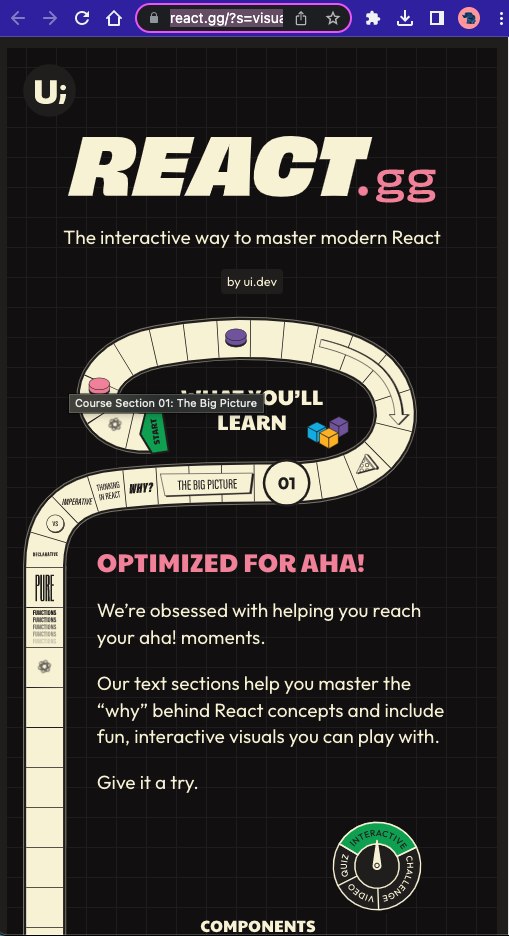 react.gg/?s=visua
U;
REACT.gg
The interactive way to master modern React
by ui.dev
WHAT YOU'LL
LEARN
Course Section 01: The Big Picture
START
01
THE BIG PICTURE
WHY?
THINKING
IN REACT
IMPERATIVE
VS
DECLARATIVE
PURE
FUNCTIONS
FUNCTIONS
FUNCTIONS
FUNCTIONS
FUNCTIONS
OPTIMIZED FOR AHA!
We're obsessed with helping you reach
your aha! moments.
Our text sections help you master the
“why” behind React concepts and include
fun, interactive visuals you can play with.
Give it a try.
INTERACTIVE
CHALLENGE
VIDEO
QUIZ
COMPONENTS